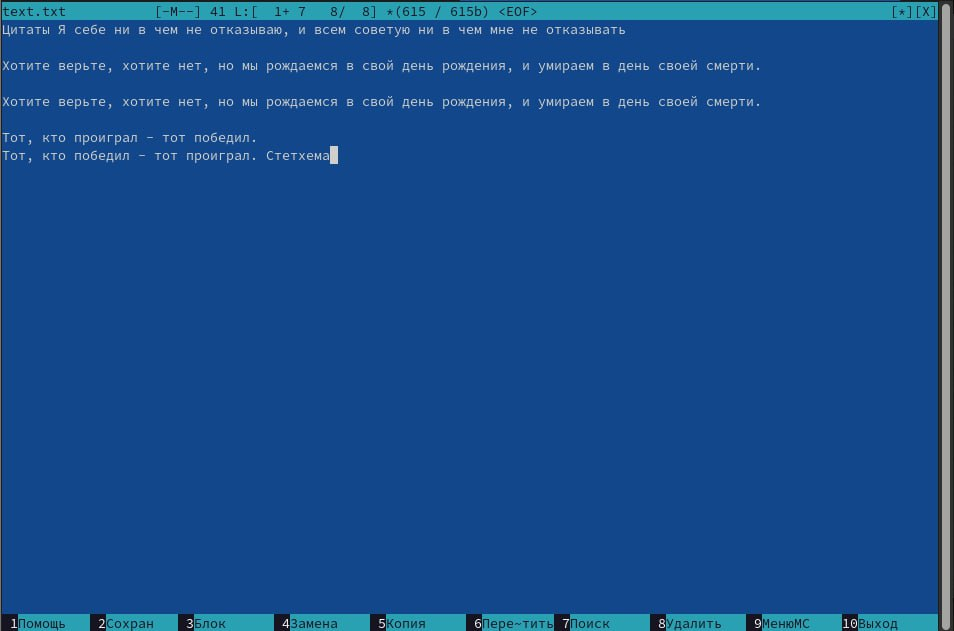 text.txt [-M--] 41 L:[ 1+ 7 8/ 8] *(615 / 615b) <EOF> [*][X]
Цитаты Я себе ни в чем не отказываю, и всем советую ни в чем мне не отказывать
Хотите верьте, хотите нет, но мы рождаемся в свой день рождения, и умираем в день своей смерти.
Хотите верьте, хотите нет, но мы рождаемся в свой день рождения, и умираем в день своей смерти.
Тот, кто проиграл – тот победил.
Тот, кто победил – тот проиграл. Стетхема
1Помощь 2Сохран 3Блок 4Замена 5Копия 6Пере~тить 7Поиск 8Удалить 9МенюMC 10Выход